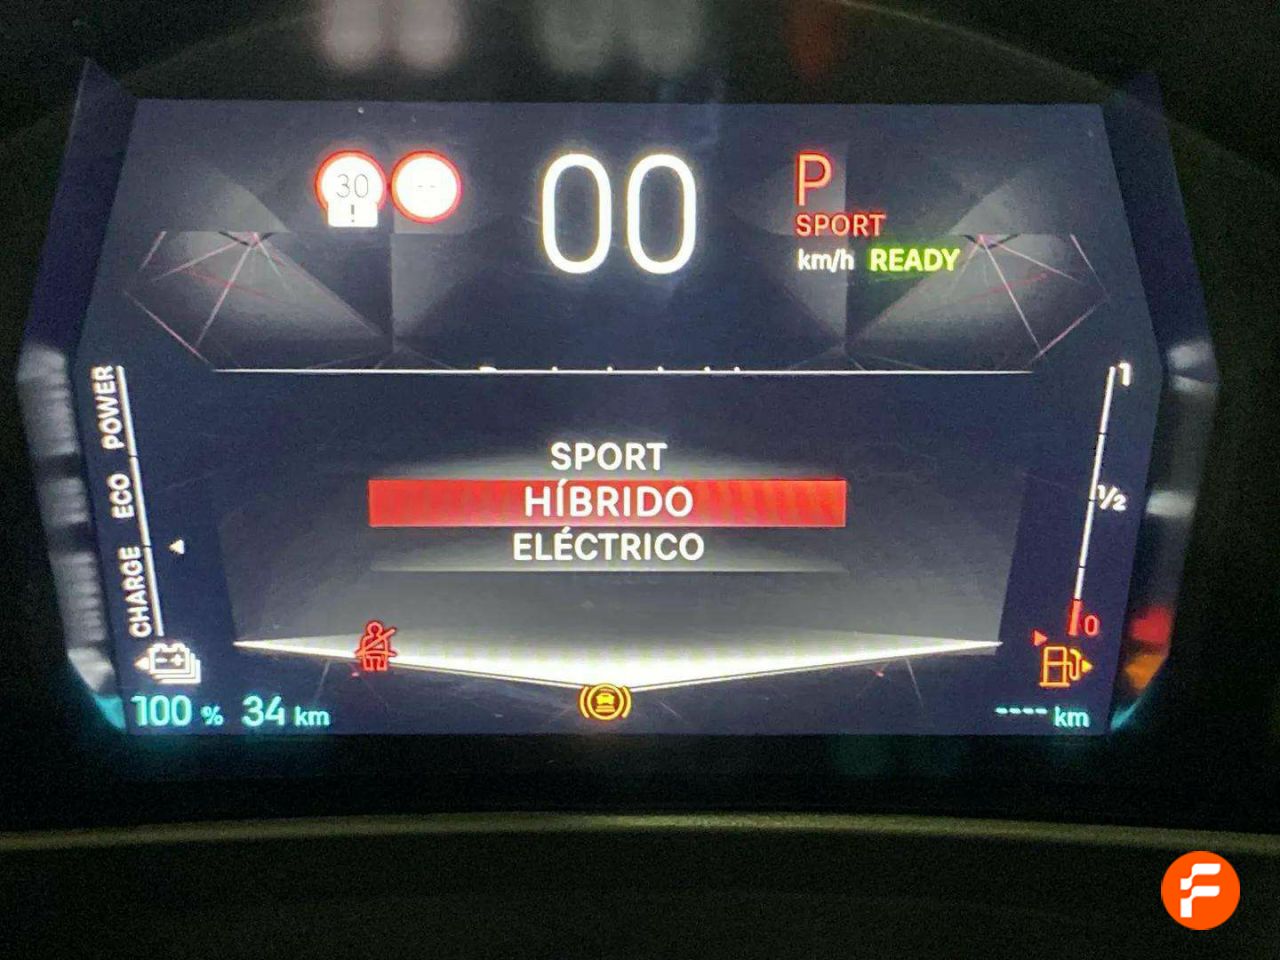 30
--
!
00
P
SPORT
km/h READY
POWER
ECO
CHARGE
SPORT
HÍBRIDO
ELÉCTRICO
1
1/2
0
100 % 34 km
---- km